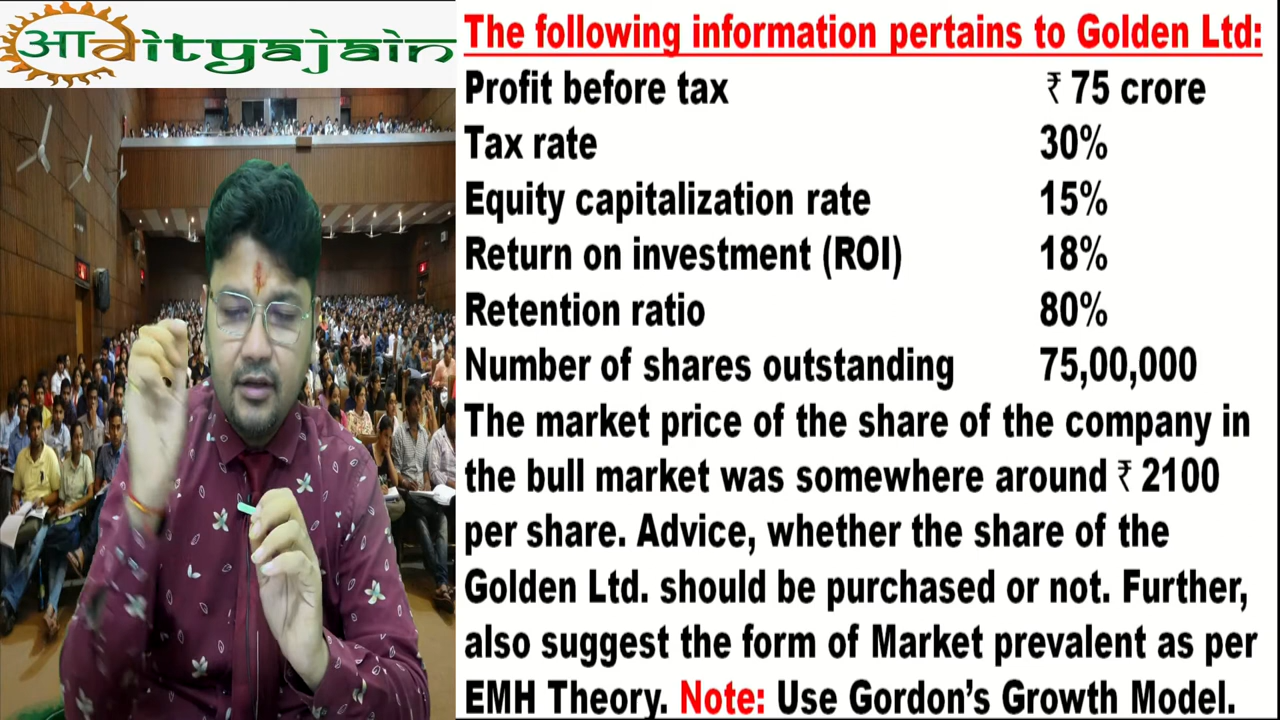 आdityajain
The following information pertains to Golden Ltd:
Profit before tax ₹ 75 crore
Tax rate 30%
Equity capitalization rate 15%
Return on investment (ROI) 18%
Retention ratio 80%
Number of shares outstanding 75,00,000
The market price of the share of the company in
the bull market was somewhere around ₹ 2100
per share. Advice, whether the share of the
Golden Ltd. should be purchased or not. Further,
also suggest the form of Market prevalent as per
EMH Theory. Note: Use Gordon's Growth Model.